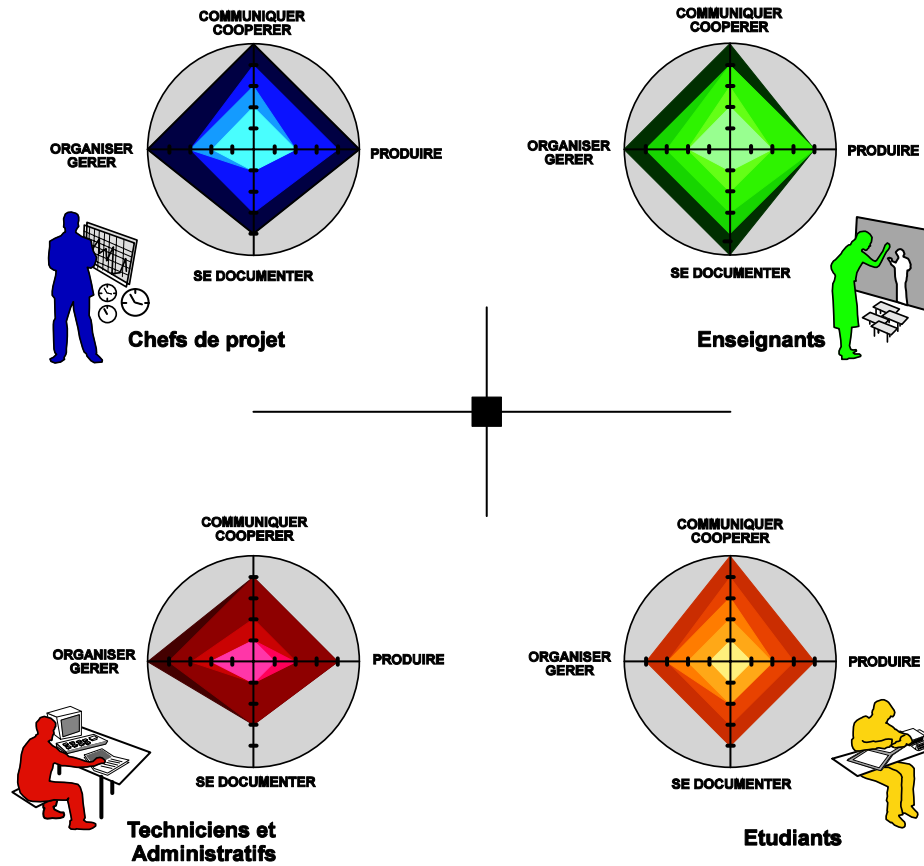 COMMUNIQUER
COOPERER
ORGANISER
GERER
PRODUIRE
SE DOCUMENTER
Chefs de projet
COMMUNIQUER
COOPERER
ORGANISER
GERER
PRODUIRE
SE DOCUMENTER
Enseignants
COMMUNIQUER
COOPERER
ORGANISER
GERER
PRODUIRE
SE DOCUMENTER
Techniciens et
Administratifs
COMMUNIQUER
COOPERER
ORGANISER
GERER
PRODUIRE
SE DOCUMENTER
Etudiants